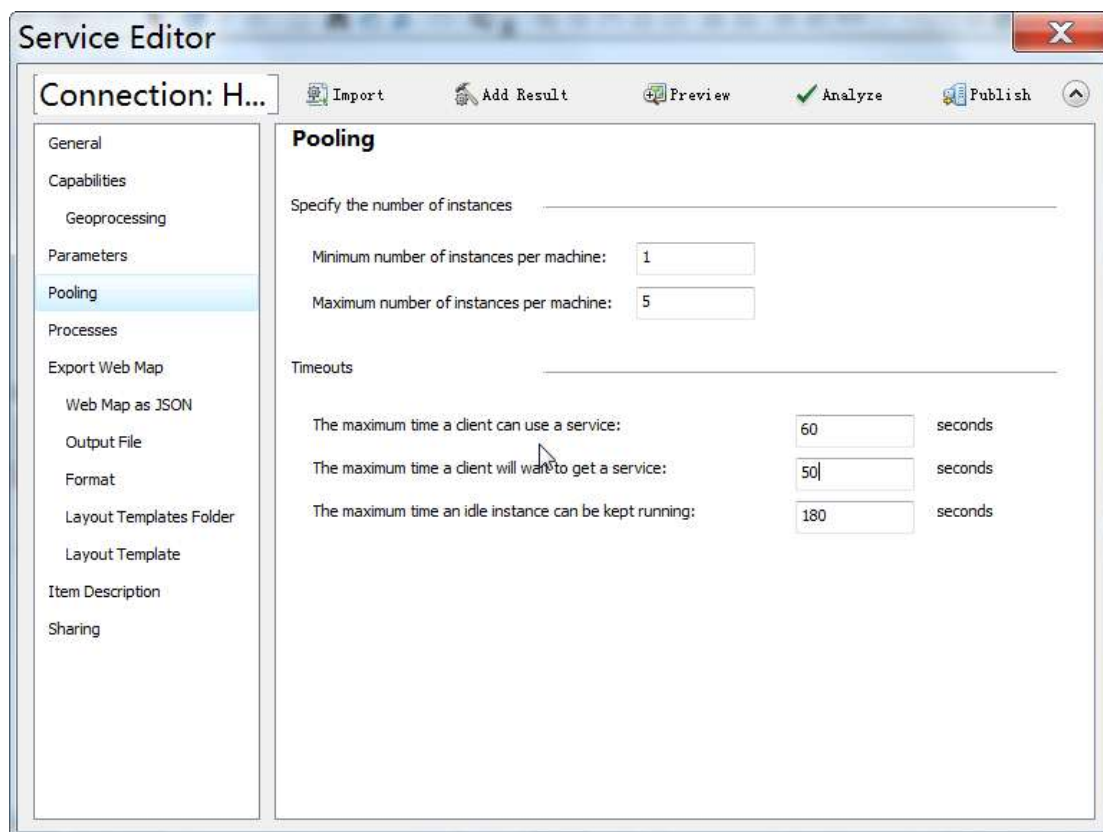 Service Editor
Connection: H...
Import
Add Result
Preview
Analyze
Publish
General
Capabilities
Geoprocessing
Parameters
Pooling
Processes
Export Web Map
Web Map as JSON
Output File
Format
Layout Templates Folder
Layout Template
Item Description
Sharing
Pooling
Specify the number of instances
Minimum number of instances per machine: 1
Maximum number of instances per machine: 5
Timeouts
The maximum time a client can use a service: 60 seconds
The maximum time a client will wait to get a service: 50 seconds
The maximum time an idle instance can be kept running: 180 seconds